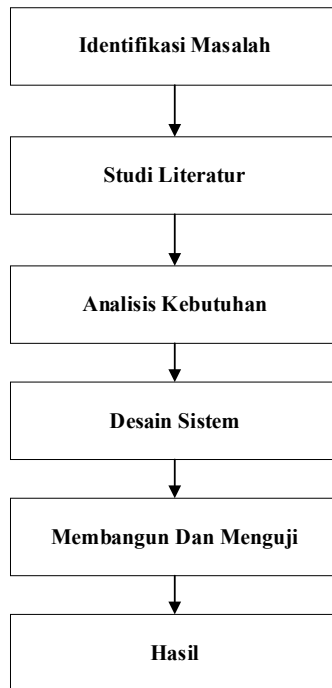 Identifikasi Masalah
Studi Literatur
Analisis Kebutuhan
Desain Sistem
Membangun Dan Menguji
Hasil